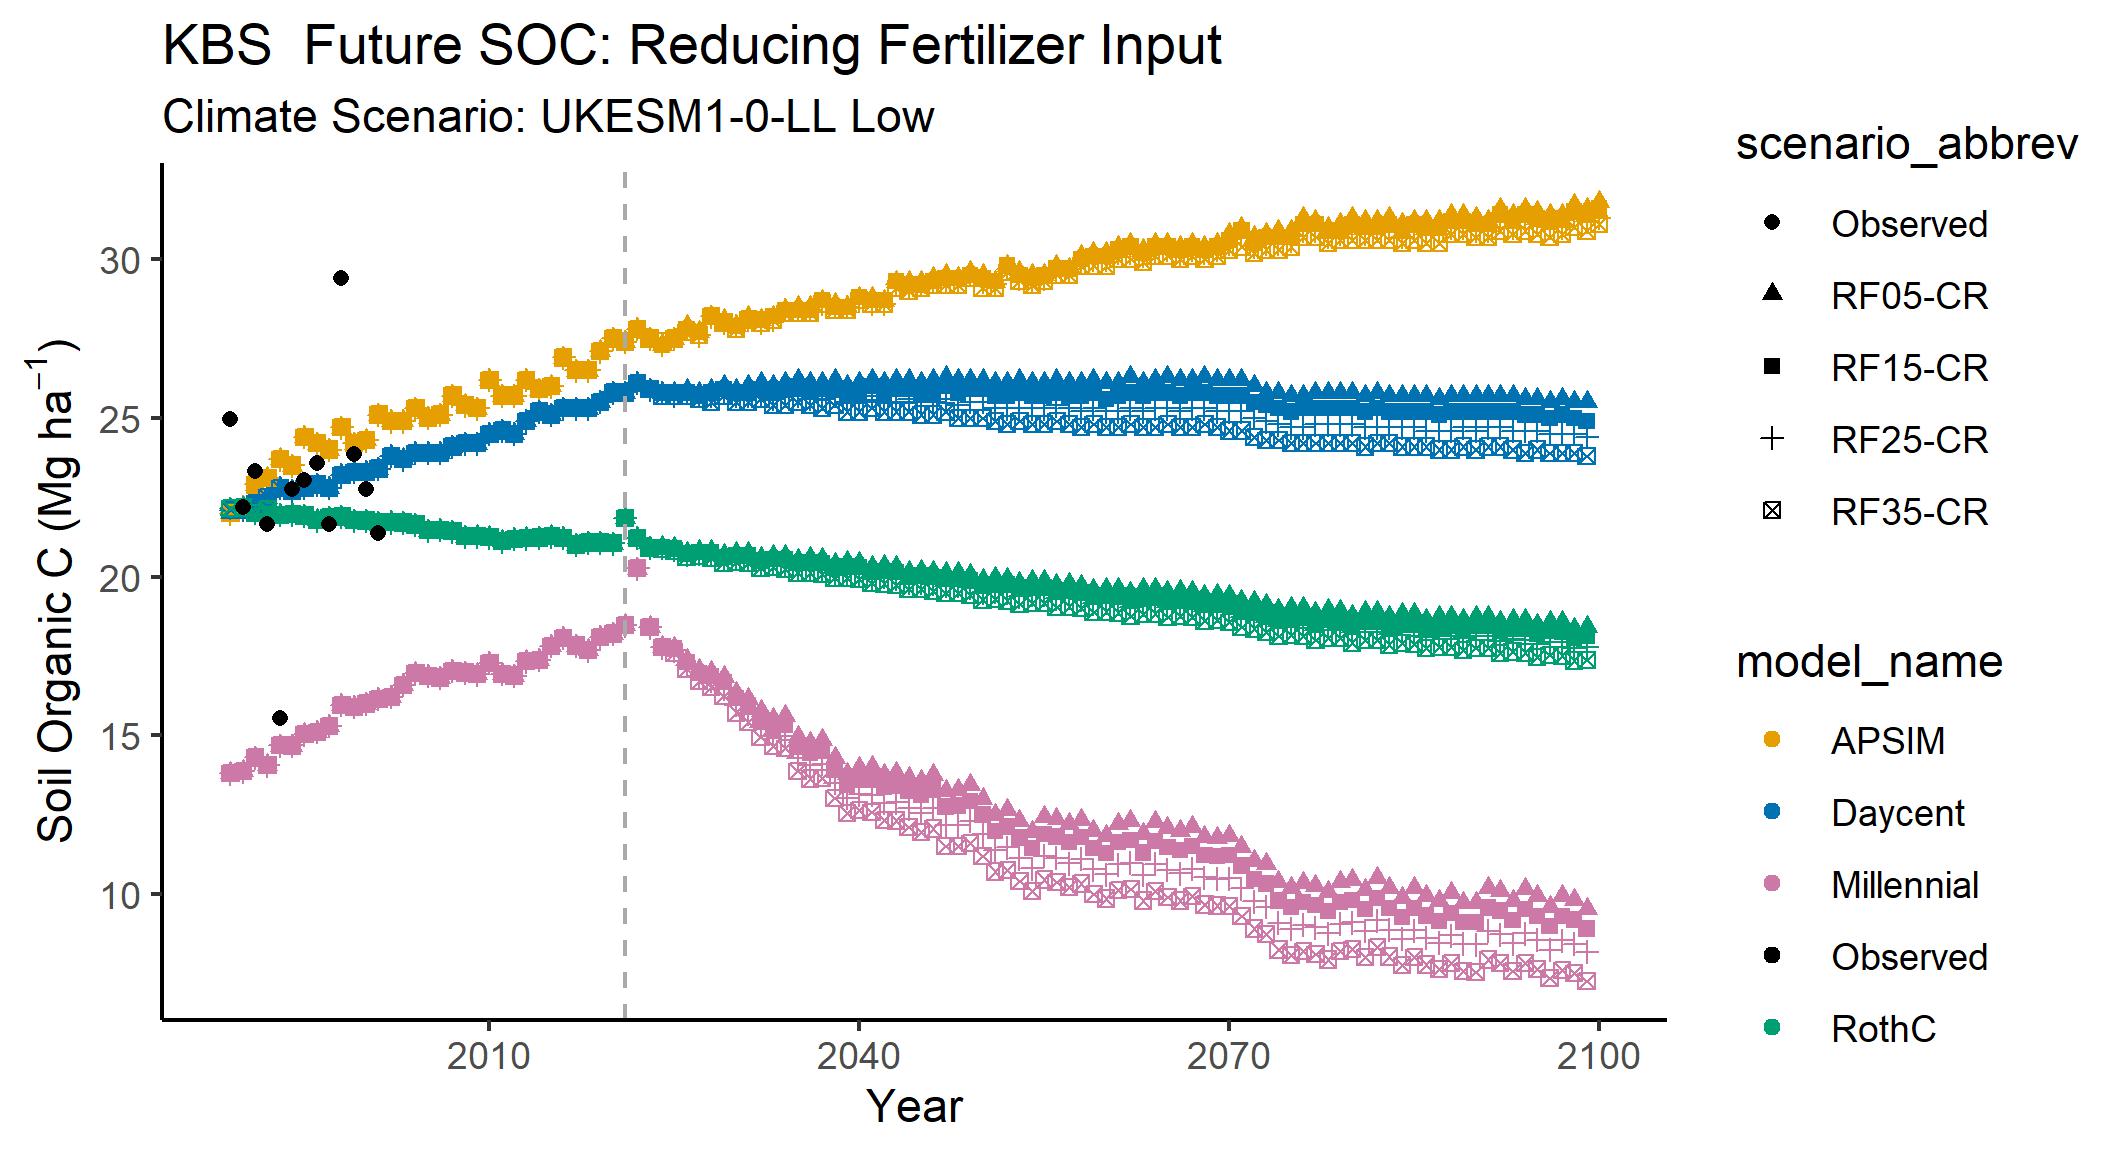 KBS  Future SOC: Reducing Fertilizer Input
Climate Scenario: UKESM1-0-LL Low
Soil Organic C (Mg ha⁻¹)
30
25
20
15
10
2010
2040
2070
2100
Year
scenario_abbrev
Observed
RF05-CR
RF15-CR
RF25-CR
RF35-CR
model_name
APSIM
Daycent
Millennial
Observed
RothC